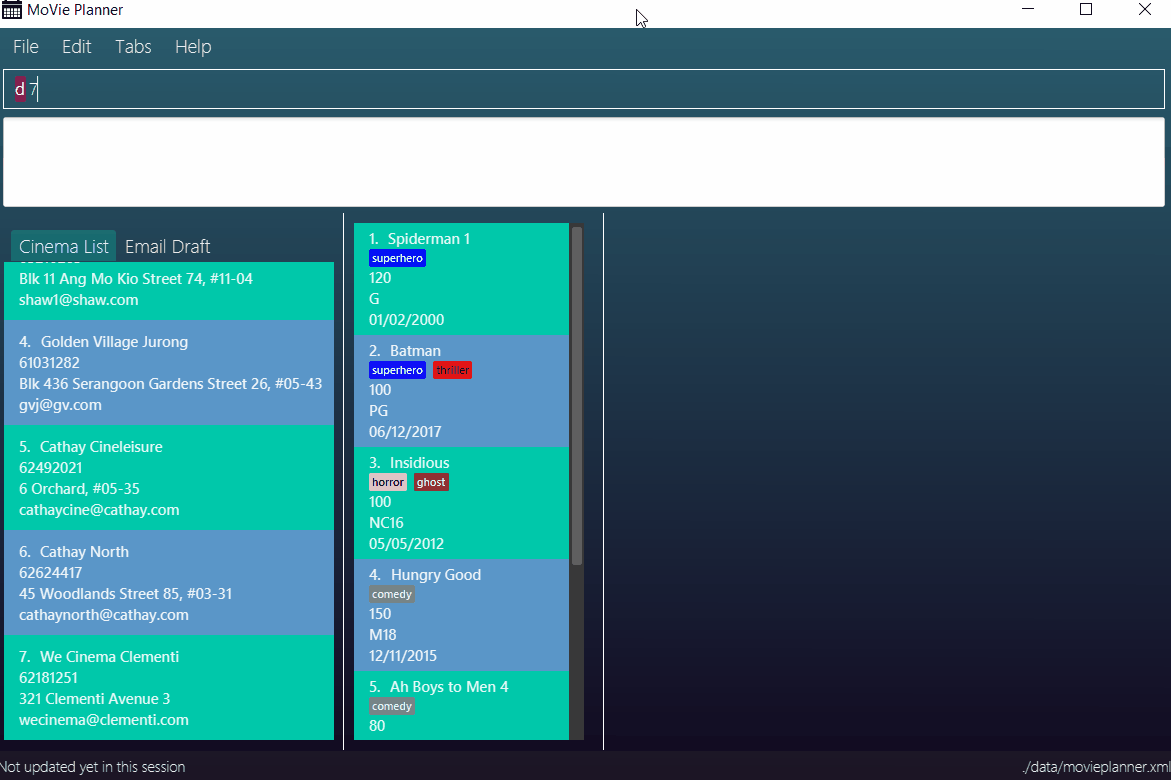 MoVie Planner
File Edit Tabs Help
d 7
Cinema List Email Draft
Blk 11 Ang Mo Kio Street 74, #11-04
shaw1@shaw.com
4. Golden Village Jurong
61031282
Blk 436 Serangoon Gardens Street 26, #05-43
gvj@gv.com
5. Cathay Cineleisure
62492021
6 Orchard, #05-35
cathaycine@cathay.com
6. Cathay North
62624417
45 Woodlands Street 85, #03-31
cathaynorth@cathay.com
7. We Cinema Clementi
62181251
321 Clementi Avenue 3
wecinema@clementi.com
1. Spiderman 1
superhero
120
G
01/02/2000
2. Batman
superhero thriller
100
PG
06/12/2017
3. Insidious
horror ghost
100
NC16
05/05/2012
4. Hungry Good
comedy
150
M18
12/11/2015
5. Ah Boys to Men 4
comedy
80
Not updated yet in this session
./data/movieplanner.xml